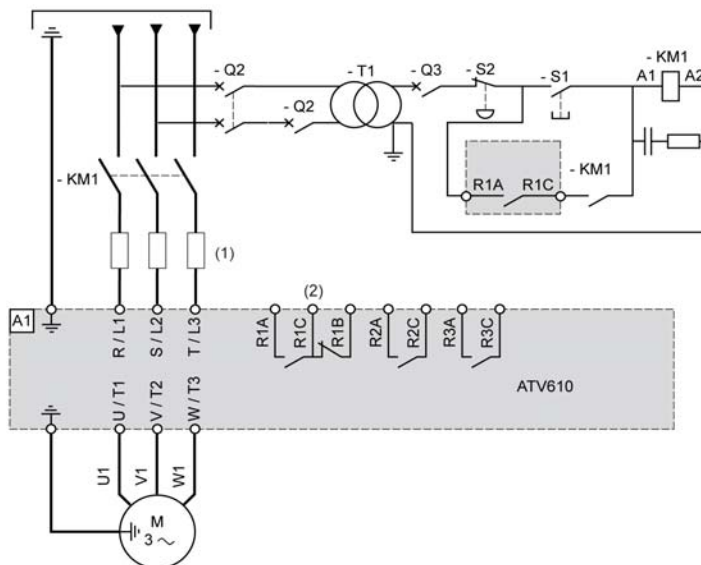 - Q2
- T1
- Q3
- S2
- S1
- KM1
A1
A2
- Q2
- KM1
R1A
R1C
- KM1
(1)
(2)
A1
R / L1
S / L2
T / L3
R1A
R1C
R1B
R2A
R2C
R3A
R3C
ATV610
U / T1
V / T2
W / T3
U1
V1
W1
M
3 ~